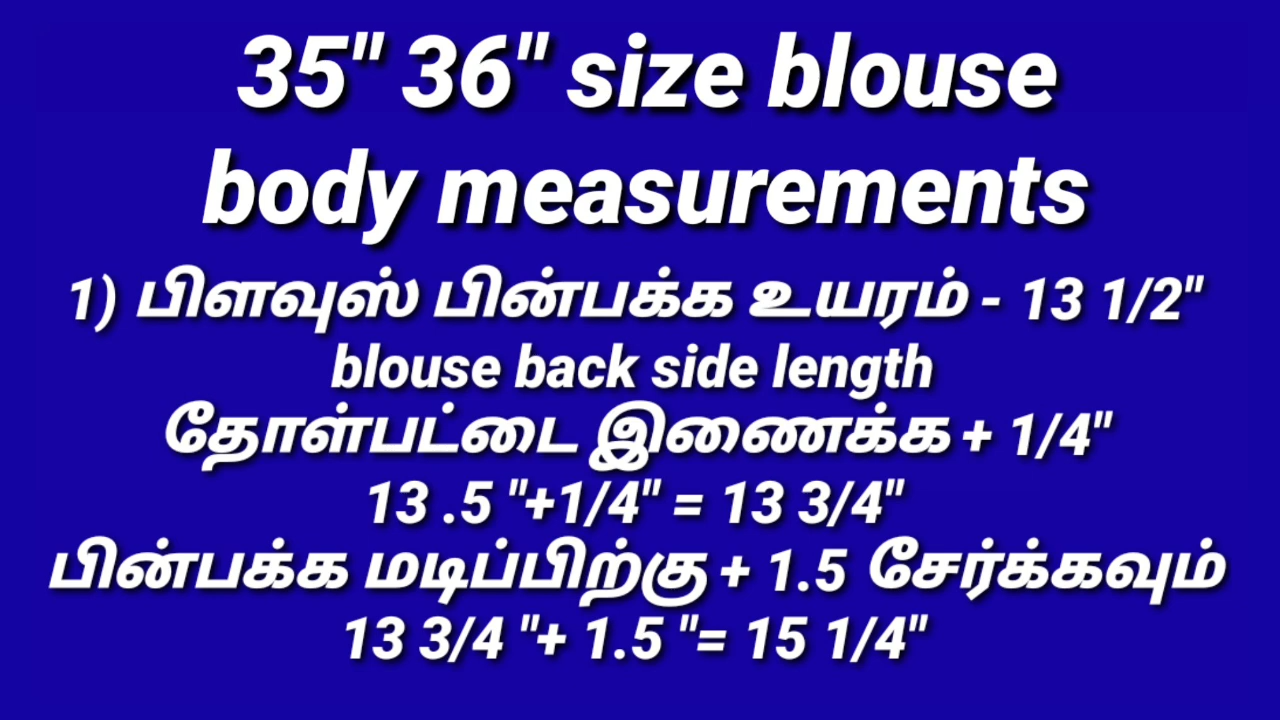 35" 36" size blouse
body measurements
1) பிளவுஸ் பின்பக்க உயரம் - 13 1/2"
blouse back side length
தோள்பட்டை இணைக்க + 1/4"
13 .5 "+1/4" = 13 3/4"
பின்பக்க மடிப்பிற்கு + 1.5 சேர்க்கவும்
13 3/4 "+ 1.5 "= 15 1/4"